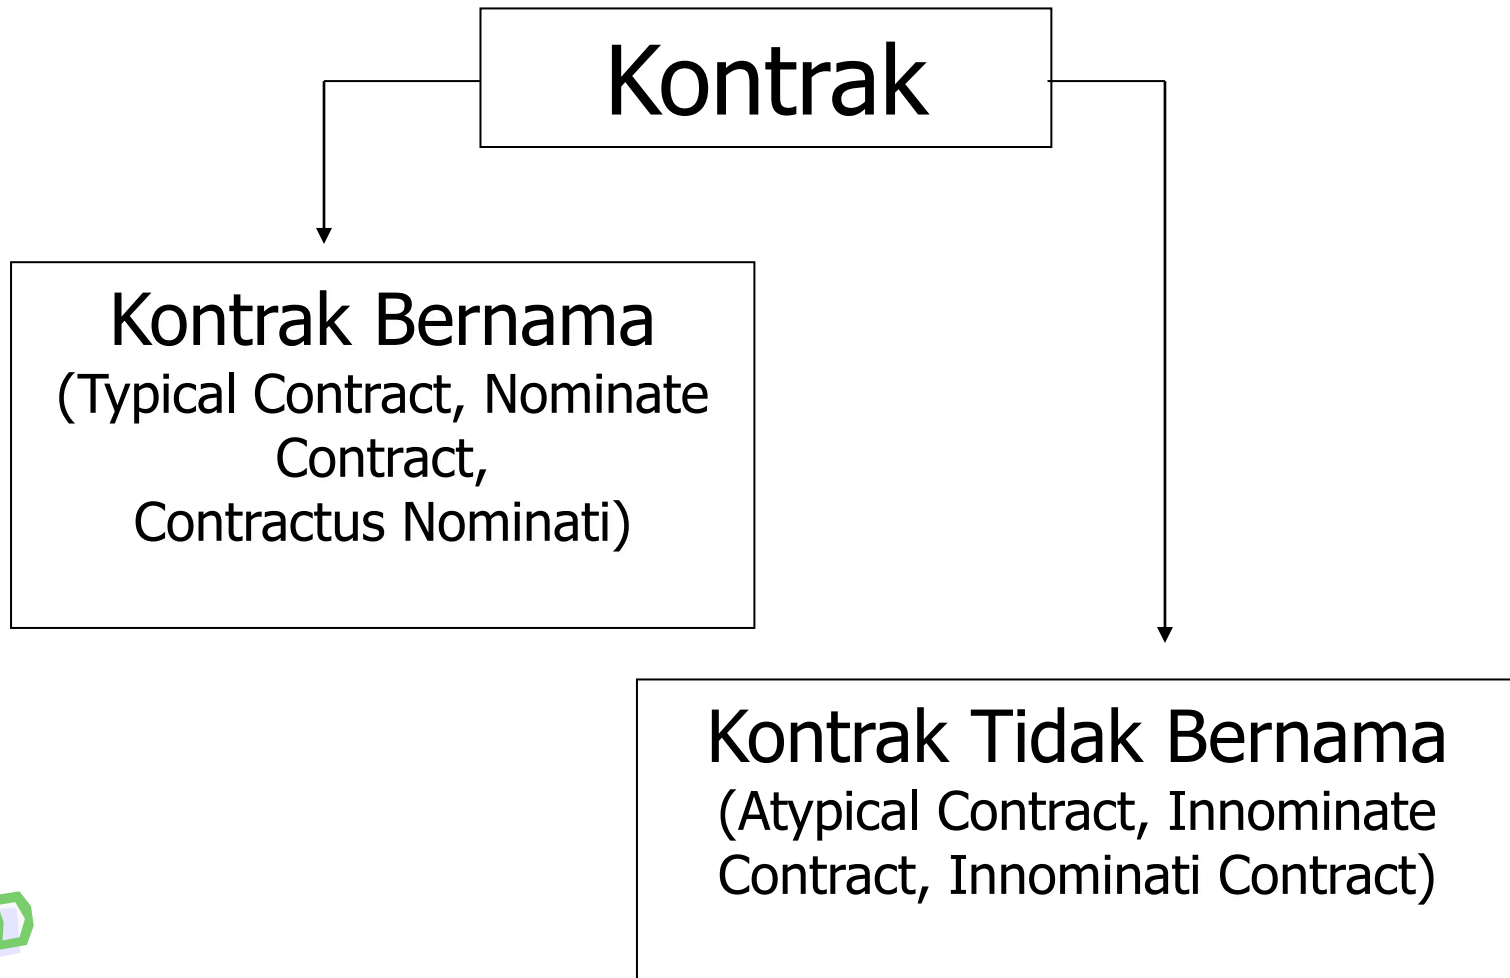 Kontrak
Kontrak Bernama
(Typical Contract, Nominate
Contract,
Contractus Nominati)
Kontrak Tidak Bernama
(Atypical Contract, Innominate
Contract, Innominati Contract)